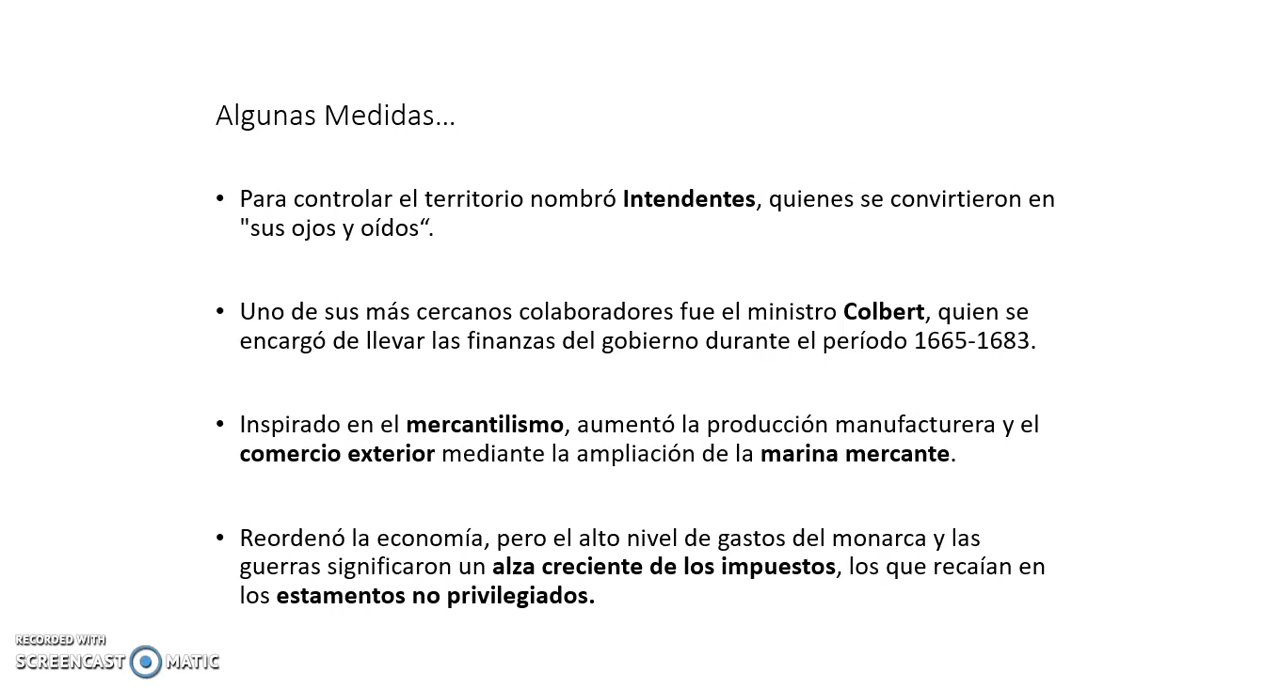 Algunas Medidas...
• Para controlar el territorio nombró Intendentes, quienes se convirtieron en
"sus ojos y oídos“.
• Uno de sus más cercanos colaboradores fue el ministro Colbert, quien se
encargó de llevar las finanzas del gobierno durante el período 1665-1683.
• Inspirado en el mercantilismo, aumentó la producción manufacturera y el
comercio exterior mediante la ampliación de la marina mercante.
• Reordenó la economía, pero el alto nivel de gastos del monarca y las
guerras significaron un alza creciente de los impuestos, los que recaían en
los estamentos no privilegiados.
RECORDED WITH
SCREENCAST MATIC